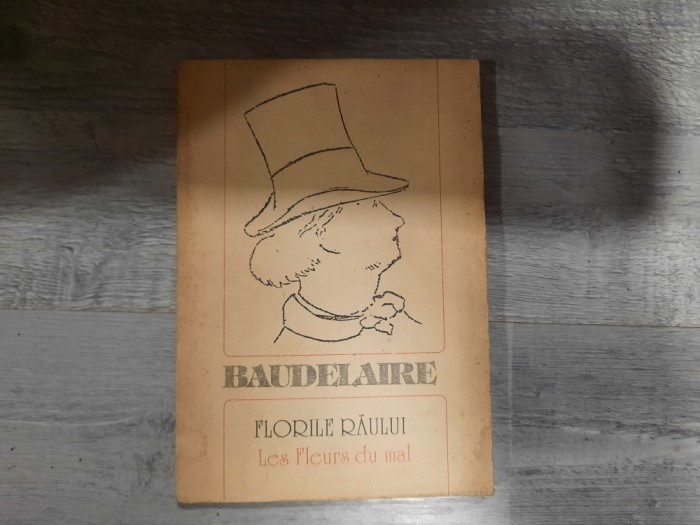 BAUDELAIRE
FLORILE RĂULUI
Les Fleurs du mal